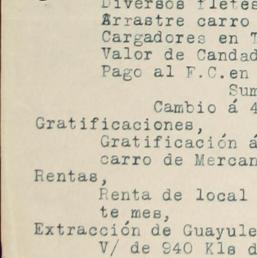 Diversos fletes
Arrastre carro
Cargadores en T
Valor de Candad
Pago al F.C.en
Sum
Cambio á 4
Gratificaciones,
Gratificación á
carro de Mercan
Rentas,
Renta de local
te mes,
Extracción de Guayule
V/ de 940 Kls d